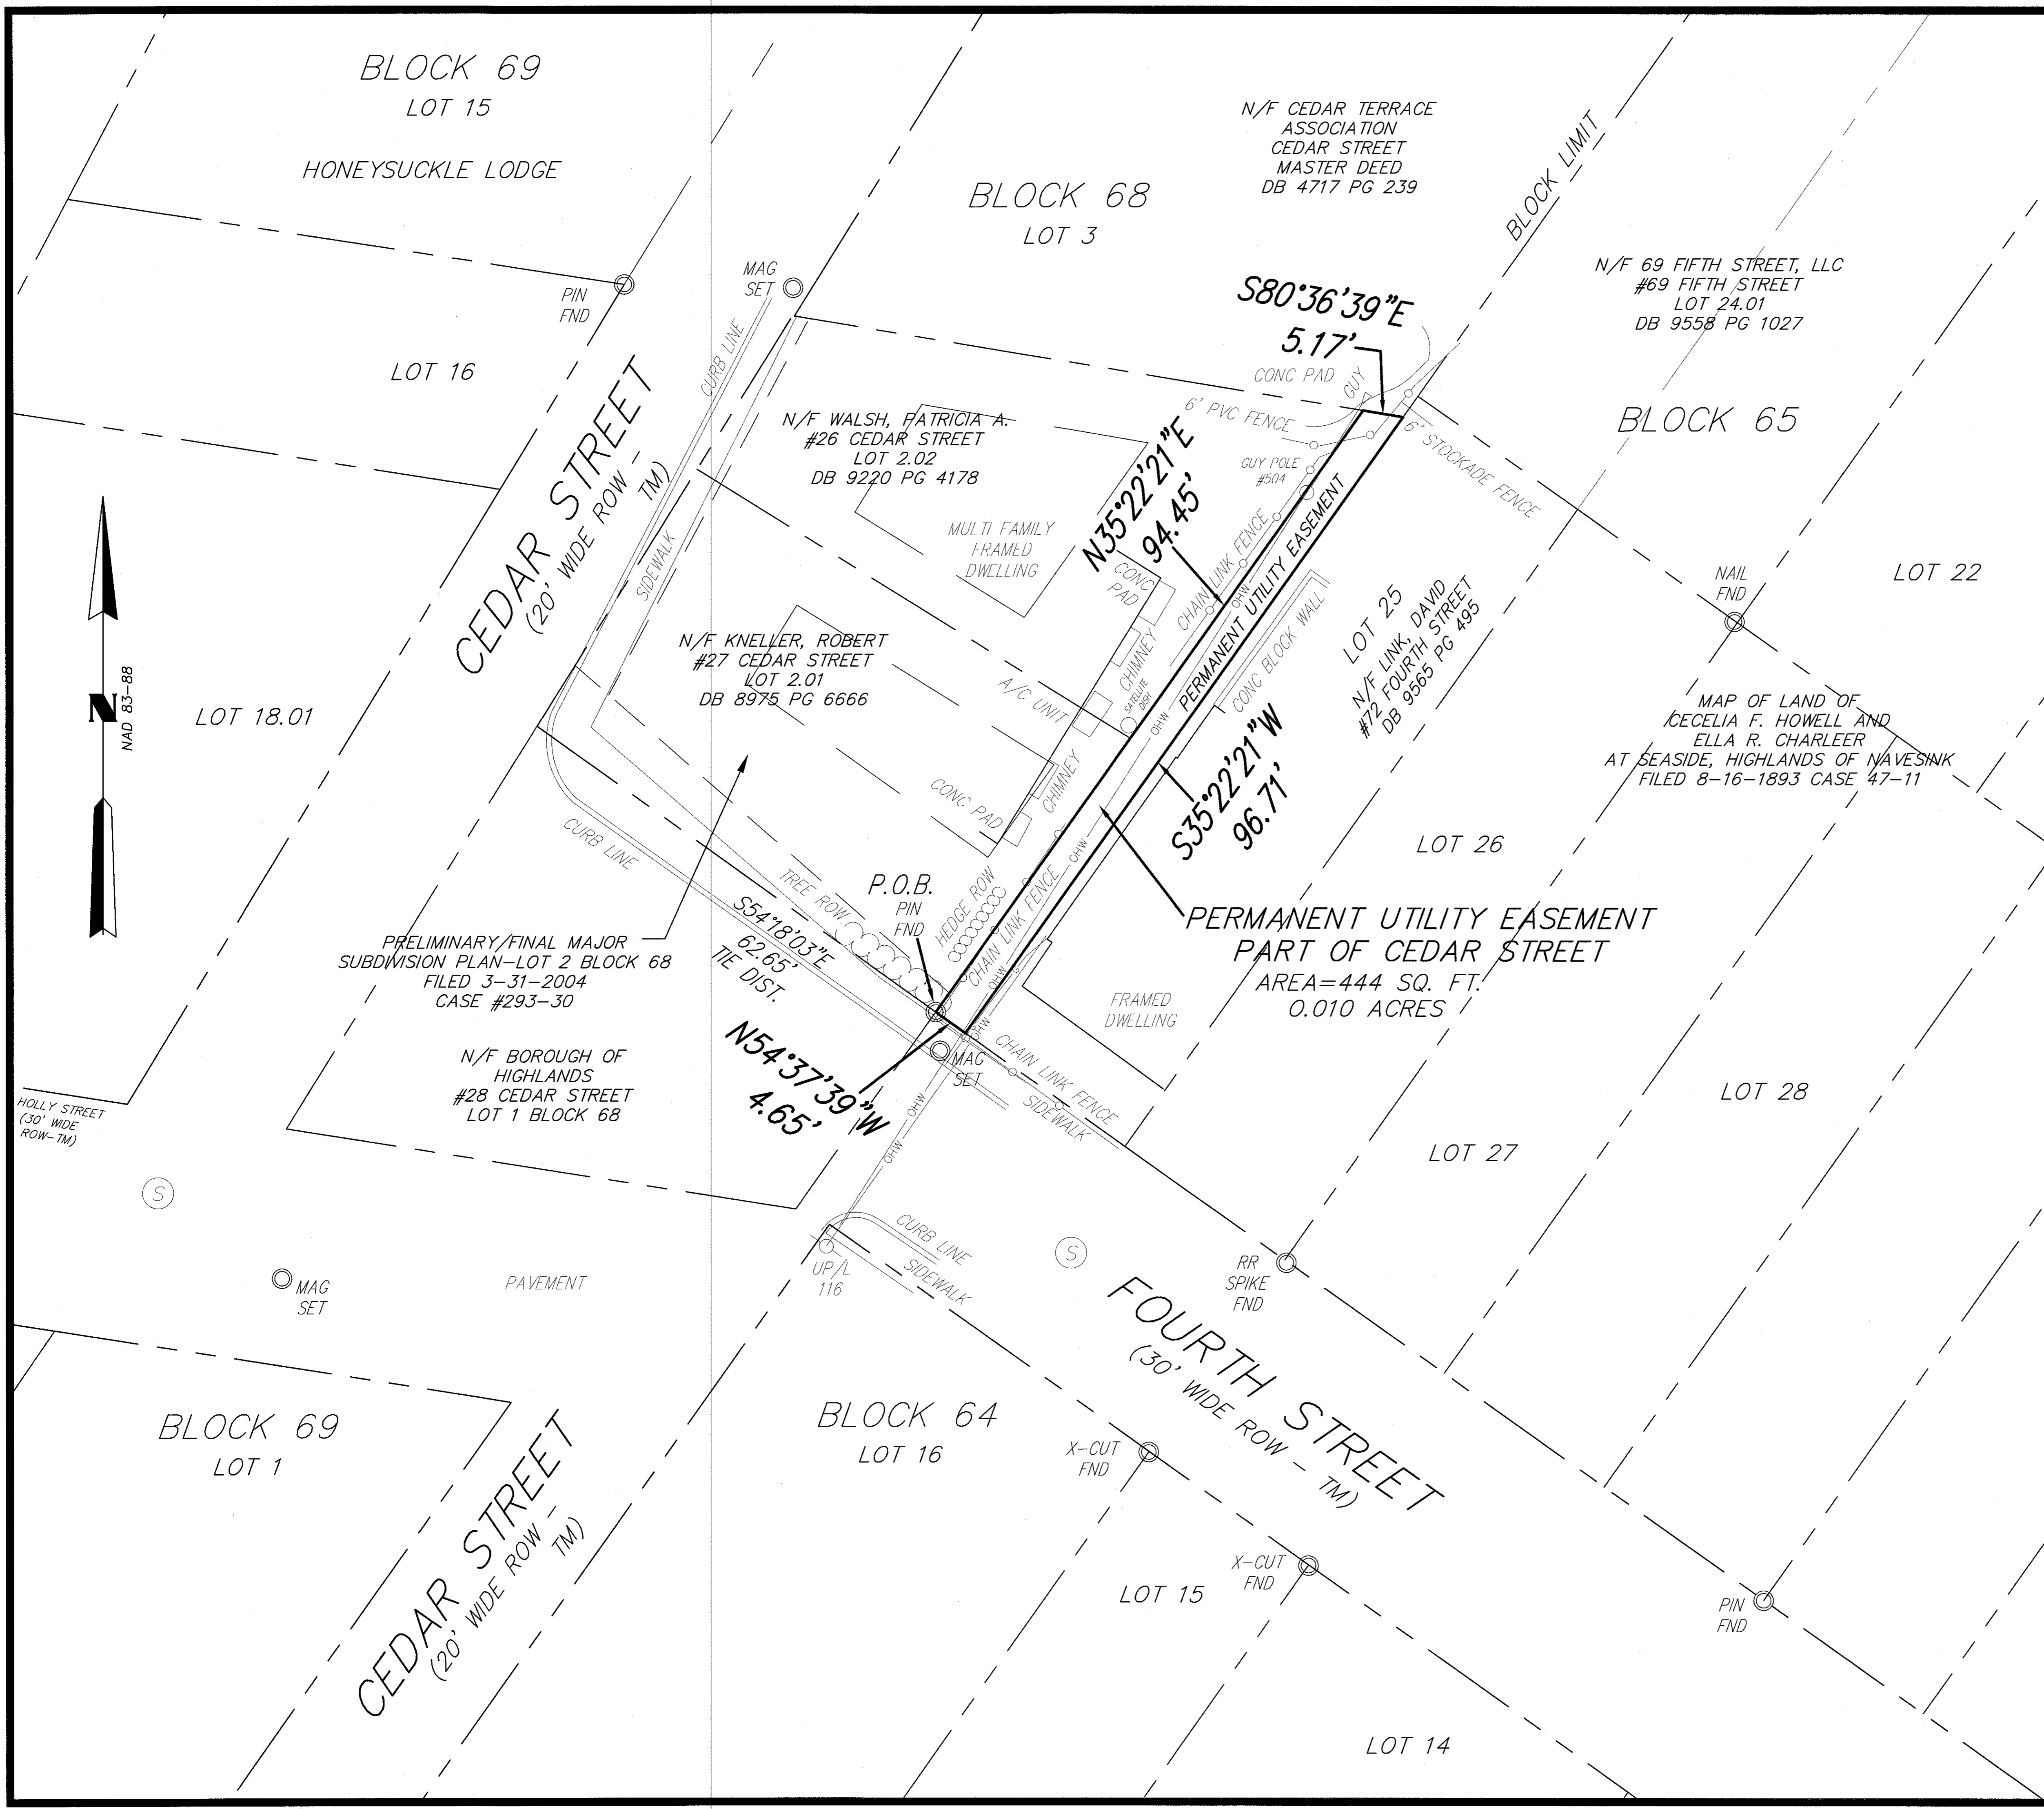 BLOCK 69
LOT 15
HONEYSUCKLE LODGE
N/F CEDAR TERRACE
ASSOCIATION
CEDAR STREET
MASTER DEED
DB 4717 PG 239
BLOCK LIMIT
BLOCK 68
LOT 3
MAG
SET
PIN
FND
N/F 69 FIFTH STREET, LLC
#69 FIFTH STREET
LOT 24.01
DB 9558 PG 1027
S80°36'39"E
5.17'
CONC PAD
GUY
6' PVC FENCE
6' STOCKADE FENCE
BLOCK 65
LOT 16
CURB LINE
CEDAR STREET
(20' WIDE ROW -
TM)
SIDEWALK
N/F WALSH, PATRICIA A.
#26 CEDAR STREET
LOT 2.02
DB 9220 PG 4178
MULTI FAMILY
FRAMED
DWELLING
N35°22'21"E
94.45'
GUY POLE
#504
CHAIN LINK FENCE
OHW
PERMANENT UTILITY EASEMENT
CONC
PAD
CHIMNEY
SATELLITE
DISH
OHW
CONC BLOCK WALL
LOT 25
N/F LINK, DAVID
#72 FOURTH STREET
DB 9565 PG 495
NAIL
FND
LOT 22
N
NAD 83-88
LOT 18.01
N/F KNELLER, ROBERT
#27 CEDAR STREET
LOT 2.01
DB 8975 PG 6666
A/C UNIT
CHIMNEY
CONC PAD
S35°22'21"W
96.71'
MAP OF LAND OF
CECELIA F. HOWELL AND
ELLA R. CHARLEER
AT SEASIDE, HIGHLANDS OF NAVESINK
FILED 8-16-1893 CASE 47-11
CURB LINE
TREE ROW
P.O.B.
PIN
FND
HEDGE ROW
CHAIN LINK FENCE
OHW
OHW
OHW
G
LOT 26
PERMANENT UTILITY EASEMENT
PART OF CEDAR STREET
AREA=444 SQ. FT.
0.010 ACRES
S54°18'03"E
62.65'
TIE DIST.
PRELIMINARY/FINAL MAJOR
SUBDIVISION PLAN-LOT 2 BLOCK 68
FILED 3-31-2004
CASE #293-30
FRAMED
DWELLING
N54°37'39"W
4.65'
MAG
SET
CHAIN LINK FENCE
SIDEWALK
N/F BOROUGH OF
HIGHLANDS
#28 CEDAR STREET
LOT 1 BLOCK 68
HOLLY STREET
(30' WIDE
ROW-TM)
OHW
OHW
LOT 28
LOT 27
S
MAG
SET
PAVEMENT
UP/L
116
CURB LINE
SIDEWALK
S
RR
SPIKE
FND
FOURTH STREET
(30' WIDE ROW - TM)
BLOCK 69
LOT 1
CEDAR STREET
(20' WIDE ROW -
TM)
BLOCK 64
LOT 16
X-CUT
FND
X-CUT
FND
LOT 15
PIN
FND
LOT 14